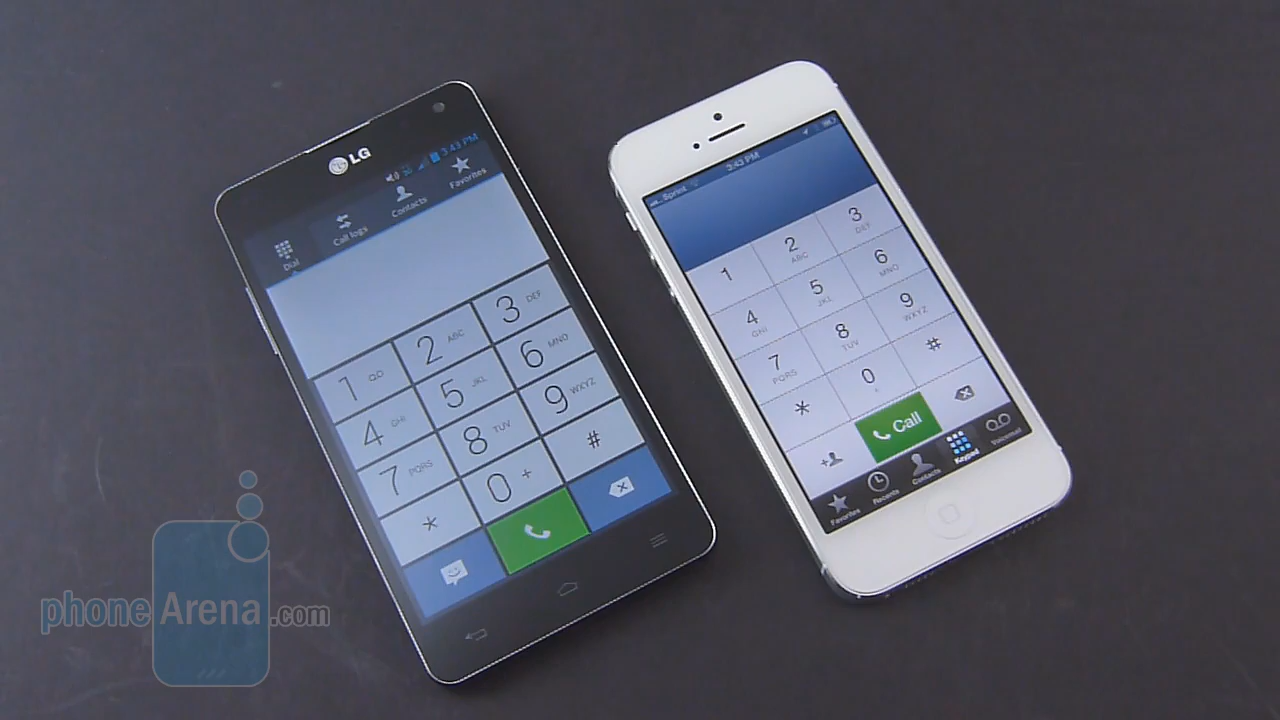 LG
3:43 PM
Dial
Call logs
Contacts
Favorites
1
2 ABC
3 DEF
4 GHI
5 JKL
6 MNO
7 PQRS
8 TUV
9 WXYZ
*
0 +
#
Sprint
3:43 PM
1
2 ABC
3 DEF
4 GHI
5 JKL
6 MNO
7 PQRS
8 TUV
9 WXYZ
*
0 +
#
Call
Favorites
Recents
Contacts
Keypad
Voicemail
phoneArena.com